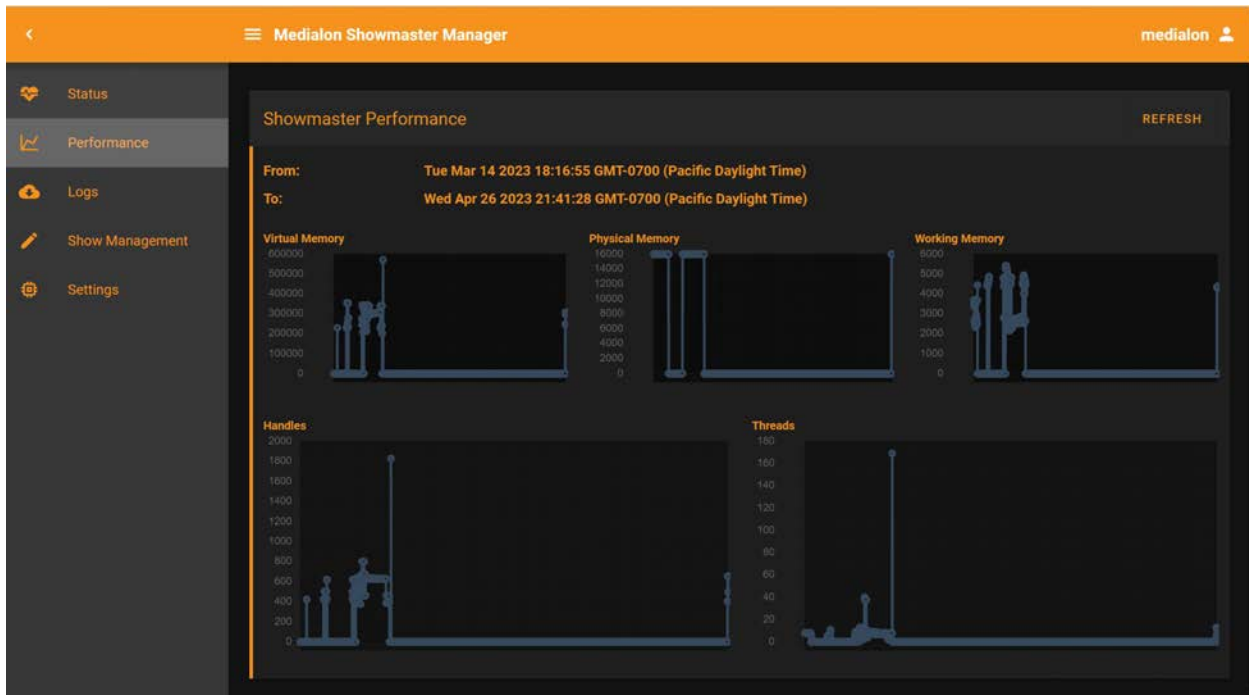 Medialon Showmaster Manager
medialon
Status
Performance
Logs
Show Management
Settings
Showmaster Performance
REFRESH
From: Tue Mar 14 2023 18:16:55 GMT-0700 (Pacific Daylight Time)
To: Wed Apr 26 2023 21:41:28 GMT-0700 (Pacific Daylight Time)
Virtual Memory
600000
500000
400000
300000
200000
100000
0
Physical Memory
16000
14000
12000
10000
8000
6000
4000
2000
0
Working Memory
6000
5000
4000
3000
2000
1000
0
Handles
2000
1800
1600
1400
1200
1000
800
600
400
200
0
Threads
180
160
140
120
100
80
60
40
20
0